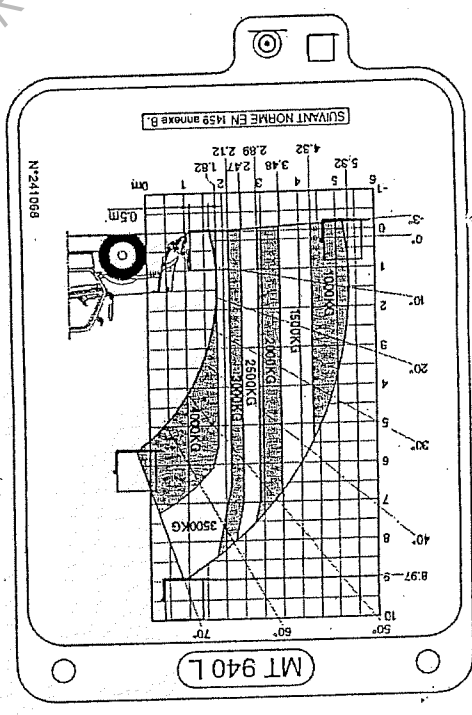 MT 940 L
50° 60° 70°
10
8.97 9
8
40°
3500KG
7
6
30°
5
4000KG
3000KG
2500KG
2000KG
4
20°
3
1500KG
2
10°
1000KG
1
0°
0
-3°
-1
0.5m
6 5 4 3 2 1 0m
5.92 4.32 3.48 2.89 2.47 2.12 1.82
N°241068
SUIVANT NORME EN 1459 annexe B.